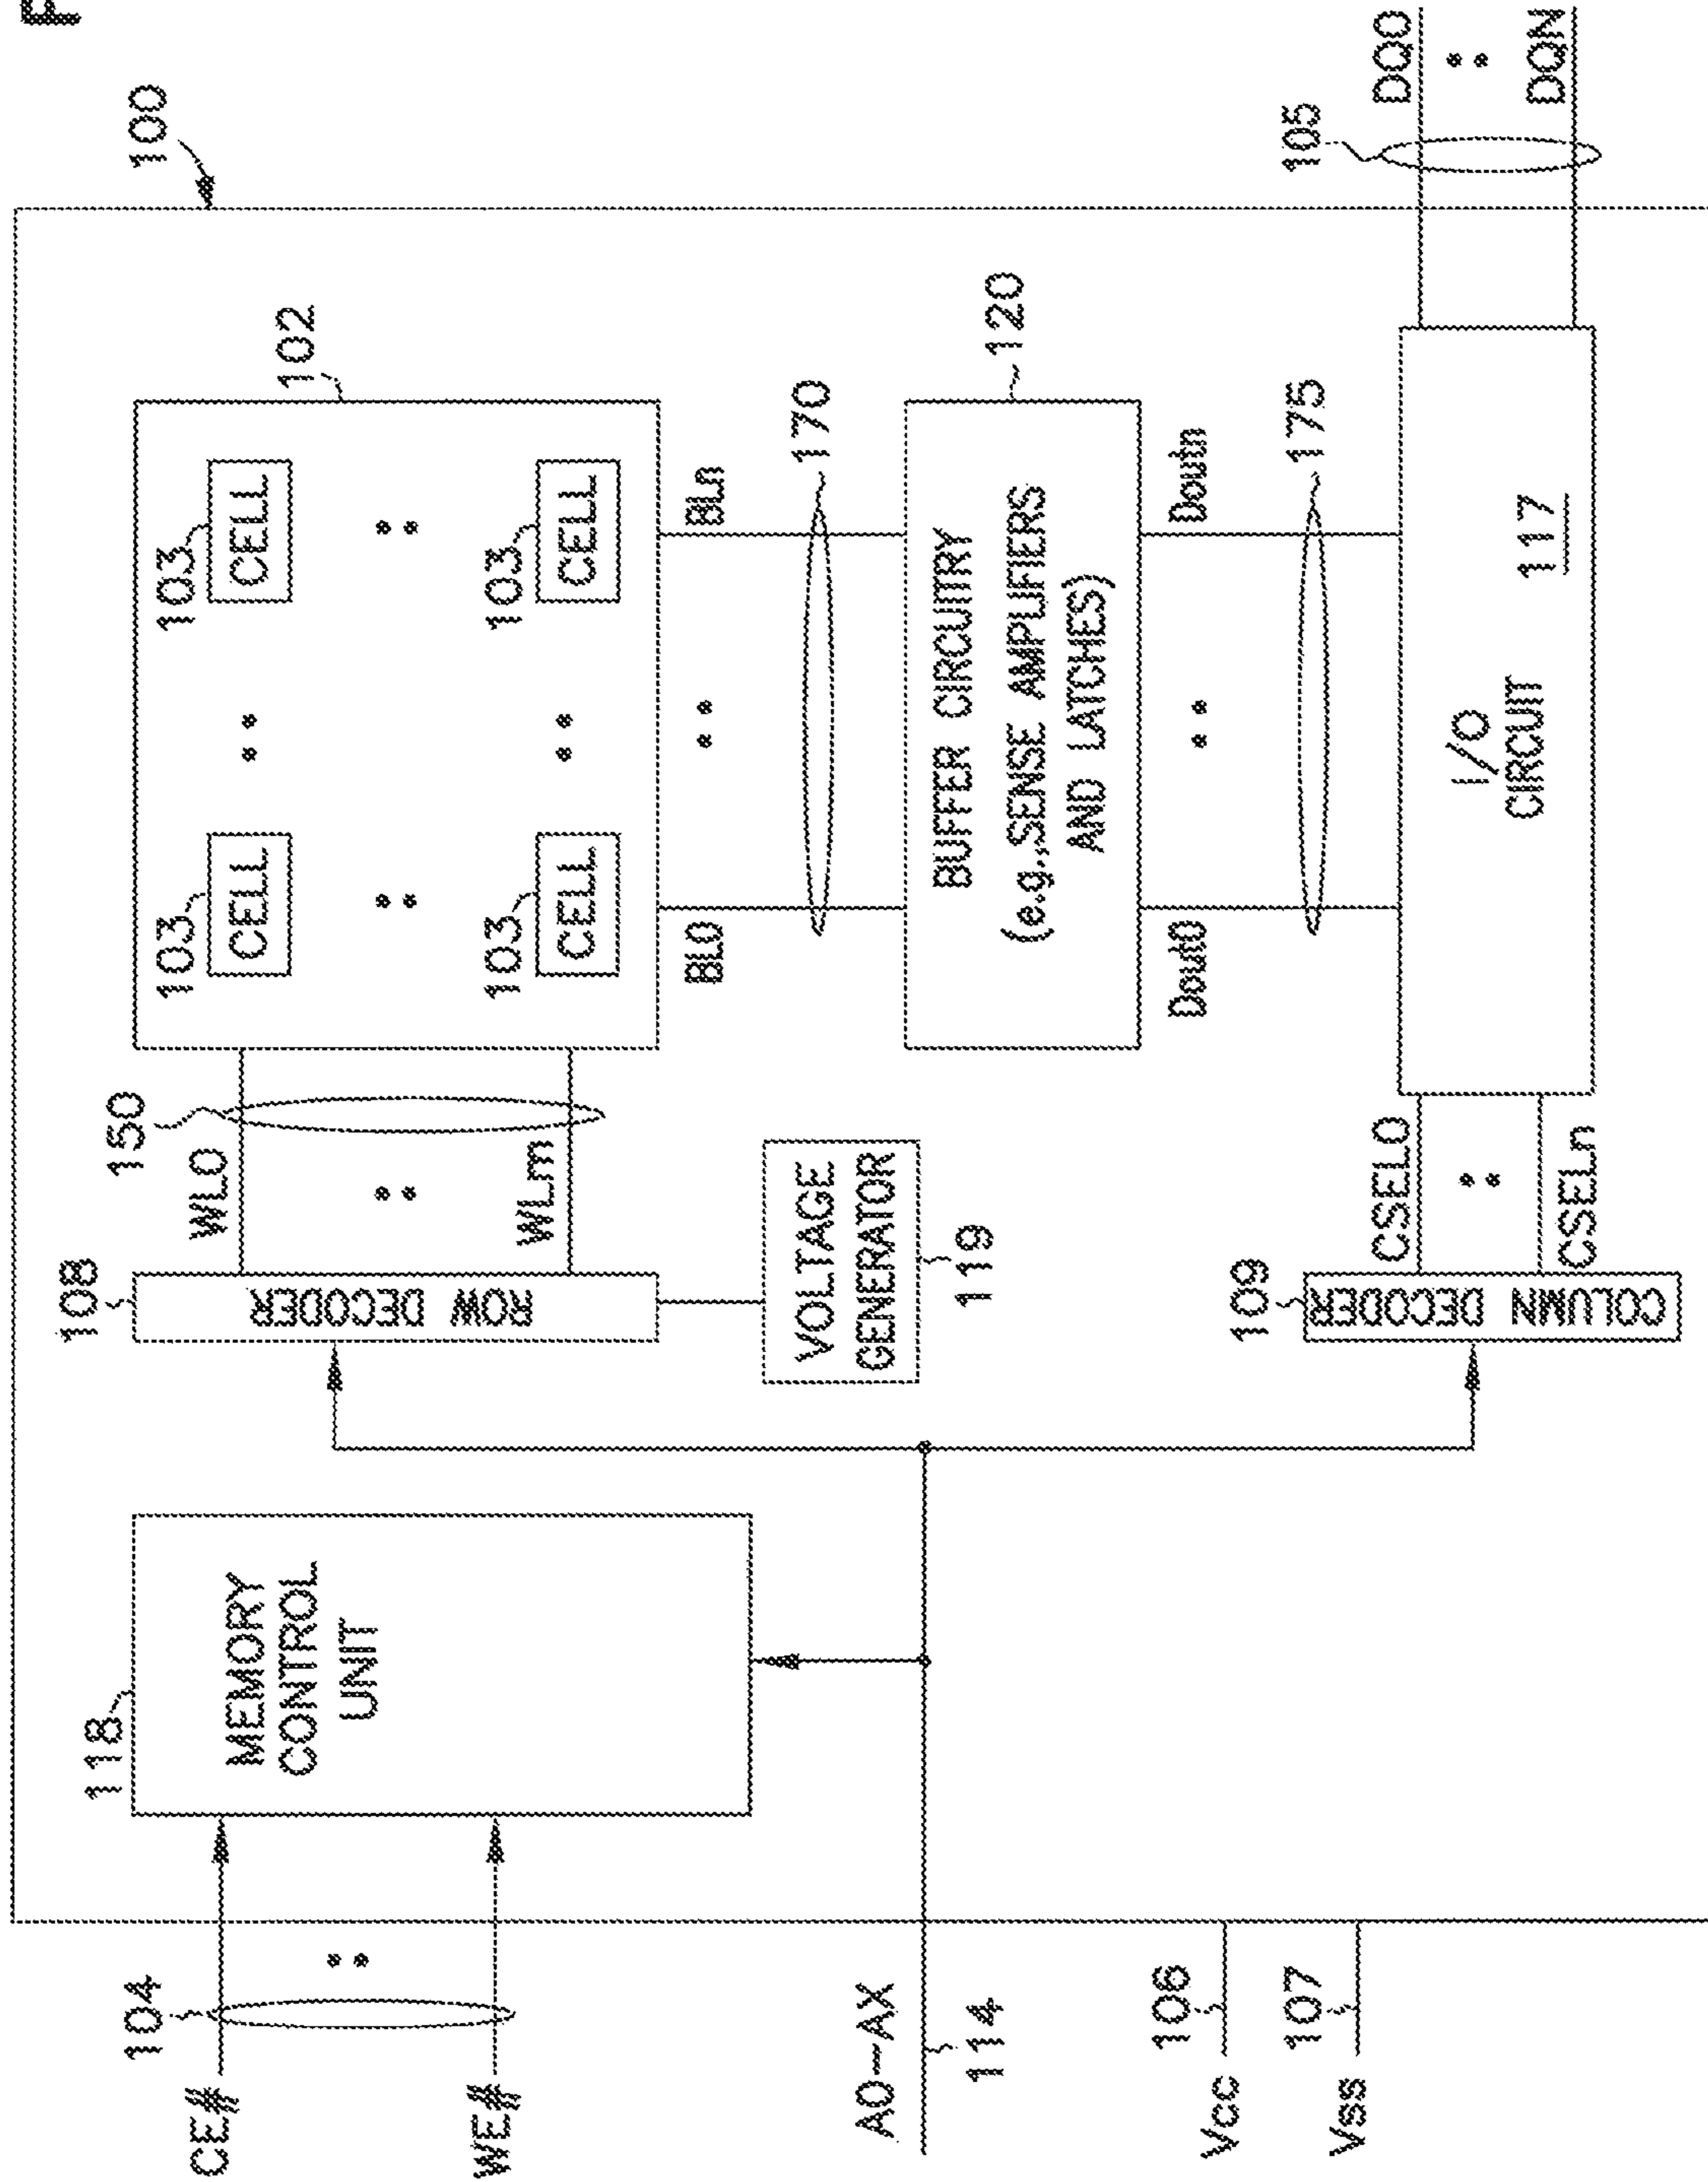 F
100
118
MEMORY
CONTROL
UNIT
104
CE#
WE#
108
ROW DECODER
150
WL0
WLm
102
103
CELL
103
CELL
103
CELL
103
CELL
VOLTAGE
GENERATOR
119
BL0
BLn
170
A0-AX
114
BUFFER CIRCUITRY
(e.g.,SENSE AMPLIFIERS
AND LATCHES)
120
Dout0
Doutn
175
Vcc
106
Vss
107
109
COLUMN DECODER
CSEL0
CSELn
I/O
CIRCUIT
117
105
DQ0
DQN